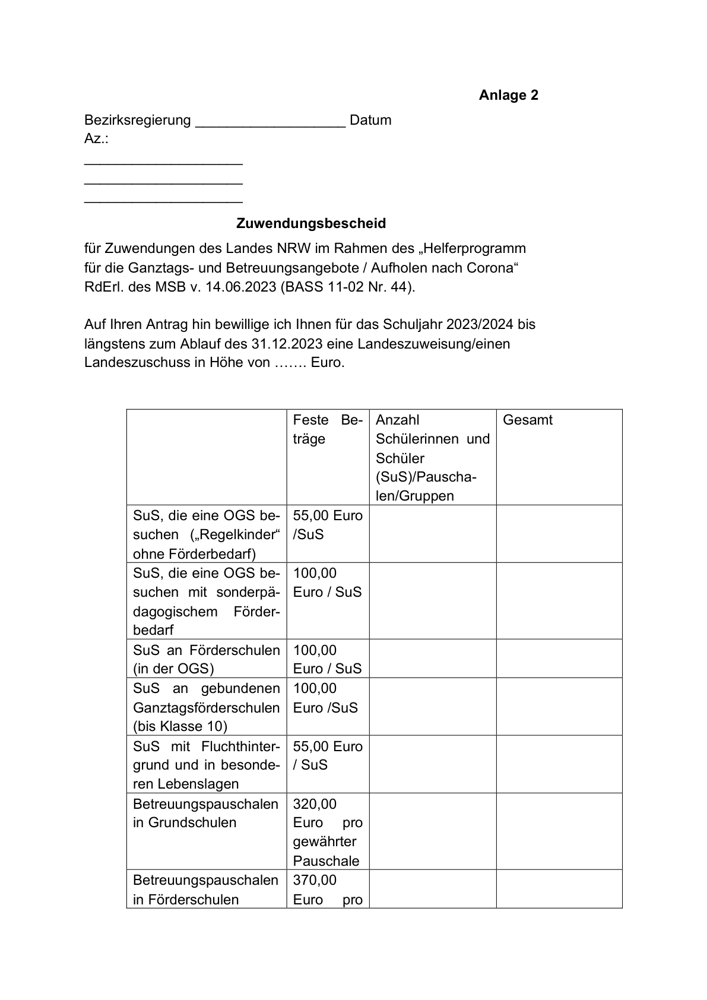 Anlage 2
Bezirksregierung ___________________ Datum
Az.:
____________________
____________________
____________________
Zuwendungsbescheid
für Zuwendungen des Landes NRW im Rahmen des „Helferprogramm
für die Ganztags- und Betreuungsangebote / Aufholen nach Corona“
RdErl. des MSB v. 14.06.2023 (BASS 11-02 Nr. 44).
Auf Ihren Antrag hin bewillige ich Ihnen für das Schuljahr 2023/2024 bis
längstens zum Ablauf des 31.12.2023 eine Landeszuweisung/einen
Landeszuschuss in Höhe von ……. Euro.
Feste Be-
träge
Anzahl
Schülerinnen und
Schüler
(SuS)/Pauscha-
len/Gruppen
Gesamt
SuS, die eine OGS be-
suchen („Regelkinder“
ohne Förderbedarf)
55,00 Euro
/SuS
SuS, die eine OGS be-
suchen mit sonderpä-
dagogischem Förder-
bedarf
100,00
Euro / SuS
SuS an Förderschulen
(in der OGS)
100,00
Euro / SuS
SuS an gebundenen
Ganztagsförderschulen
(bis Klasse 10)
100,00
Euro /SuS
SuS mit Fluchthinter-
grund und in besonde-
ren Lebenslagen
55,00 Euro
/ SuS
Betreuungspauschalen
in Grundschulen
320,00
Euro pro
gewährter
Pauschale
Betreuungspauschalen
in Förderschulen
370,00
Euro pro